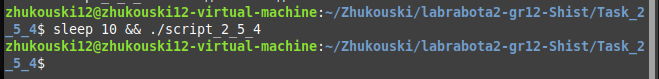 zhukouski12@zhukouski12-virtual-machine:~/Zhukouski/labrabota2-gr12-Shist/Task_2
_5_4$ sleep 10 && ./script_2_5_4
zhukouski12@zhukouski12-virtual-machine:~/Zhukouski/labrabota2-gr12-Shist/Task_2
_5_4$